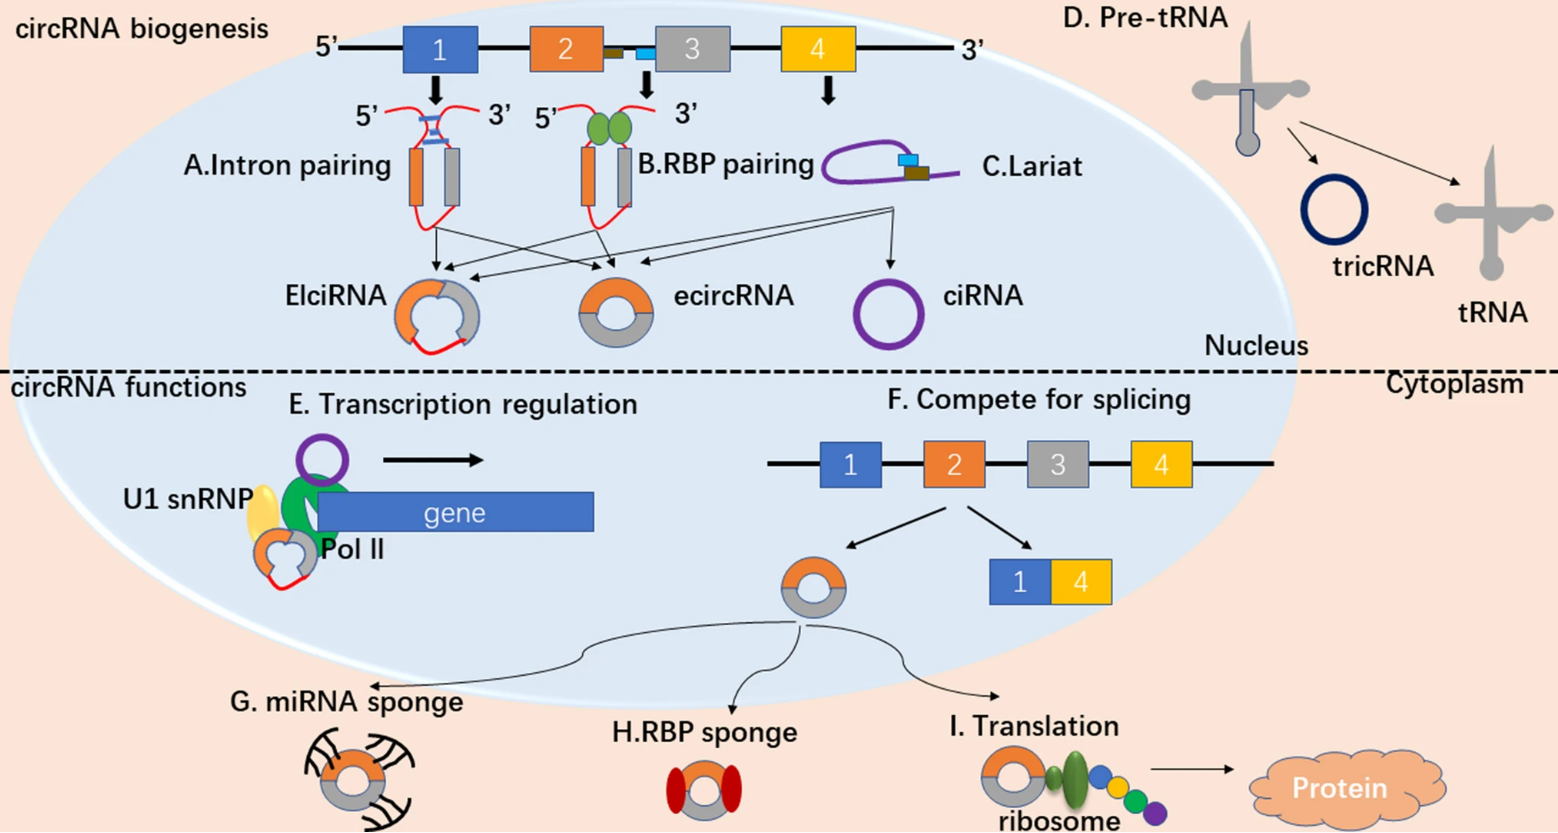 circRNA biogenesis
5’ 1 2 3 4 3’
D. Pre-tRNA
5’ 3’ 5’ 3’
A.Intron pairing
B.RBP pairing
C.Lariat
tricRNA
tRNA
ElciRNA
ecircRNA
ciRNA
Nucleus
circRNA functions
Cytoplasm
E. Transcription regulation
F. Compete for splicing
1 2 3 4
U1 snRNP
gene
Pol II
1 4
G. miRNA sponge
H.RBP sponge
I. Translation
Protein
ribosome